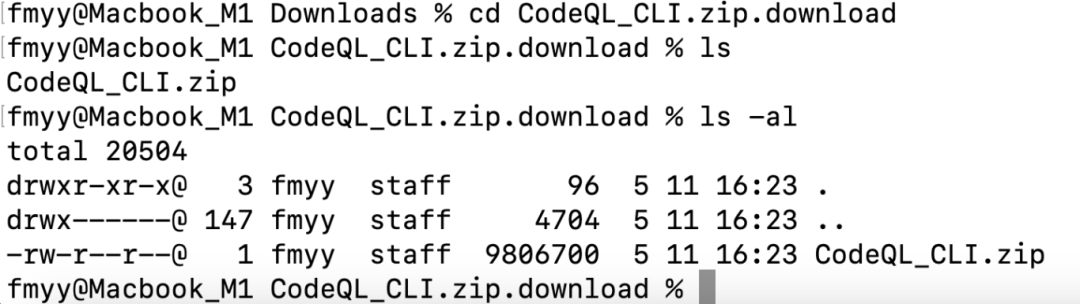 fmyy@Macbook_M1 Downloads % cd CodeQL_CLI.zip.download
[fmyy@Macbook_M1 CodeQL_CLI.zip.download % ls
CodeQL_CLI.zip
[fmyy@Macbook_M1 CodeQL_CLI.zip.download % ls -al
total 20504
drwxr-xr-x@   3 fmyy  staff       96  5 11 16:23 .
drwx------@ 147 fmyy  staff     4704  5 11 16:23 ..
-rw-r--r--@   1 fmyy  staff  9806700  5 11 16:23 CodeQL_CLI.zip
fmyy@Macbook_M1 CodeQL_CLI.zip.download %